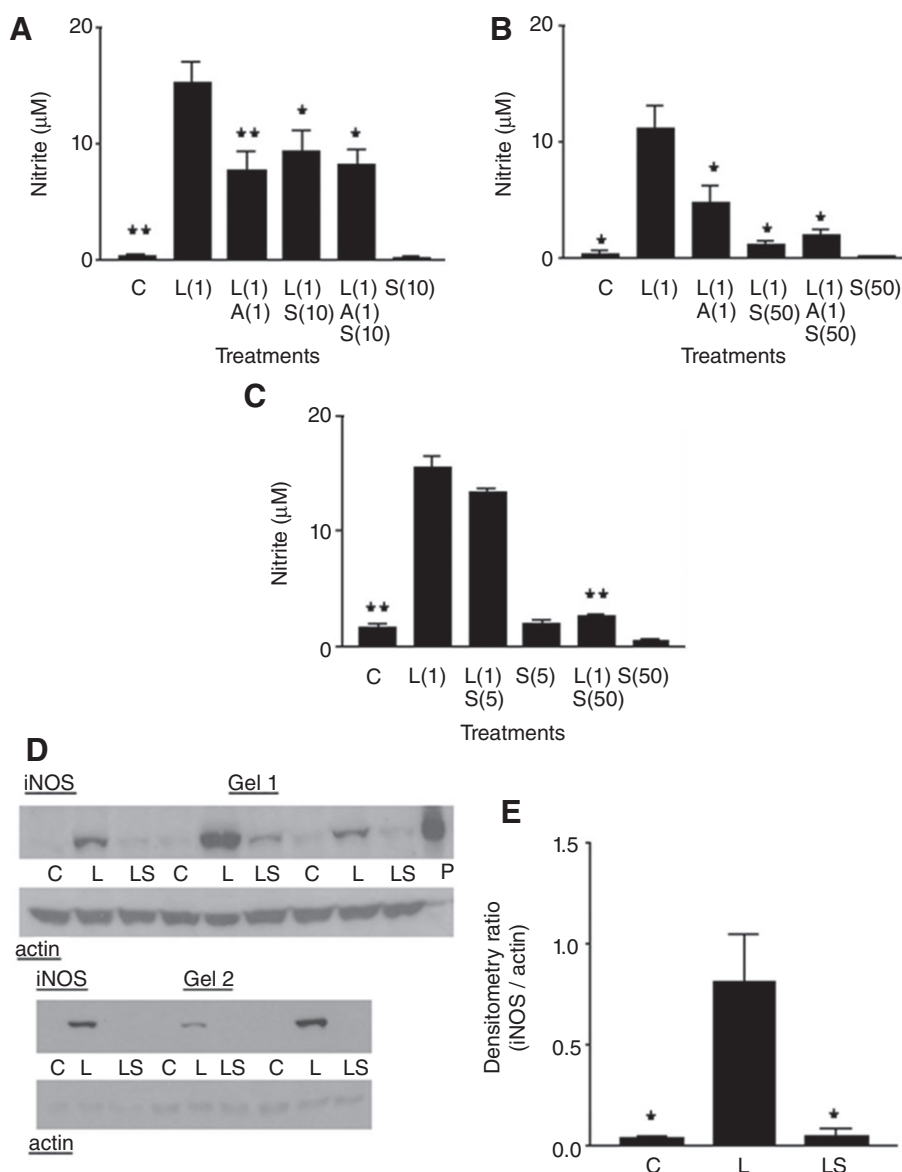 A
20
10
0
Nitrite (μM)
** ** * *
C L(1) L(1) L(1) L(1) S(10)
A(1) S(10) A(1)
S(10)
Treatments
B
20
10
0
Nitrite (μM)
* * * *
C L(1) L(1) L(1) L(1) S(50)
A(1) S(50) A(1)
S(50)
Treatments
C
20
10
0
Nitrite (μM)
** **
C L(1) L(1) S(5) L(1) S(50)
S(5) S(50)
Treatments
D
iNOS Gel 1
C L LS C L LS C L LS P
actin
iNOS Gel 2
C L LS C L LS C L LS
actin
E
1.5
1.0
0.5
0.0
Densitometry ratio
(iNOS / actin)
* *
C L LS